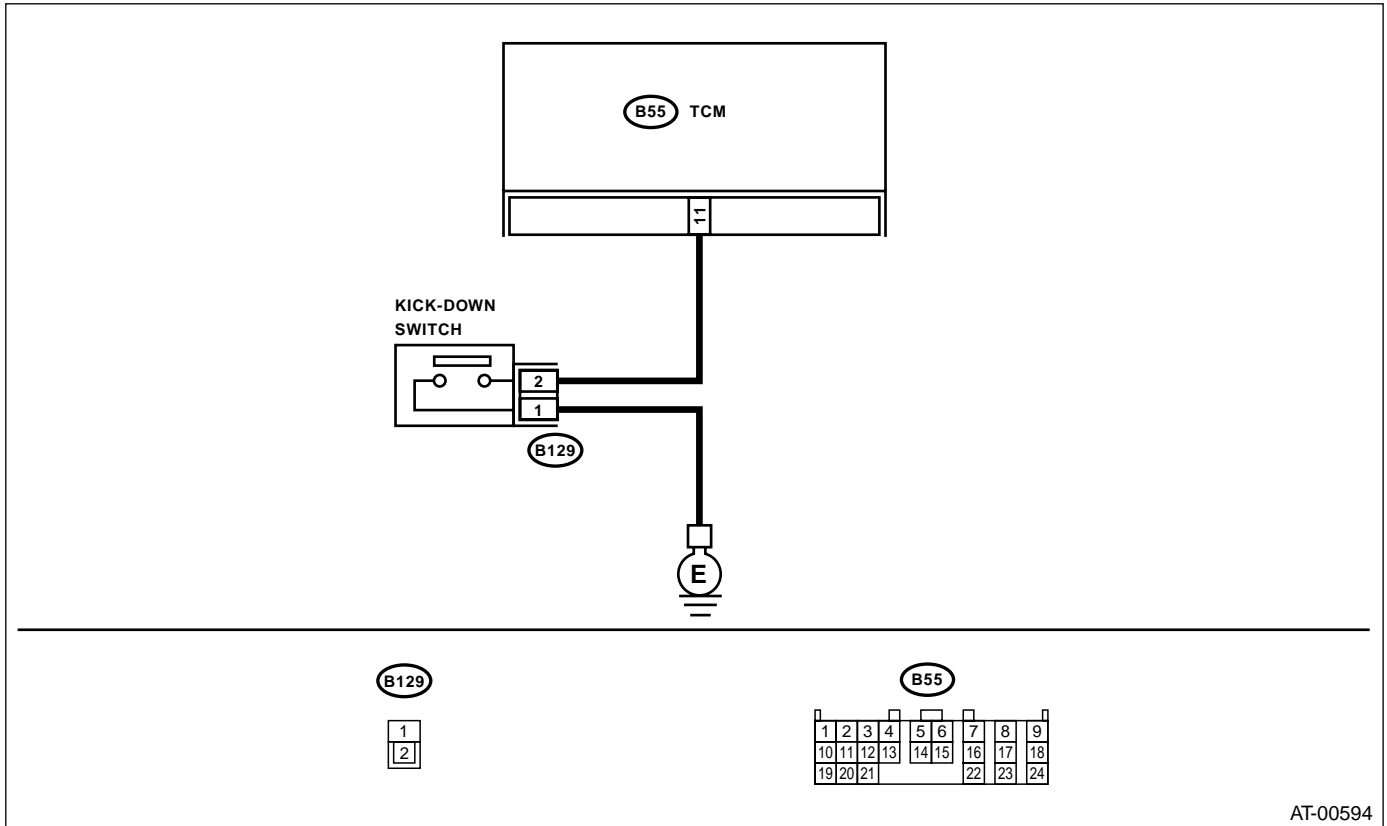 B55 TCM
11
KICK-DOWN
SWITCH
2
1
B129
E
B129
1
2
B55
1 2 3 4 5 6 7 8 9
10 11 12 13 14 15 16 17 18
19 20 21 22 23 24
AT-00594